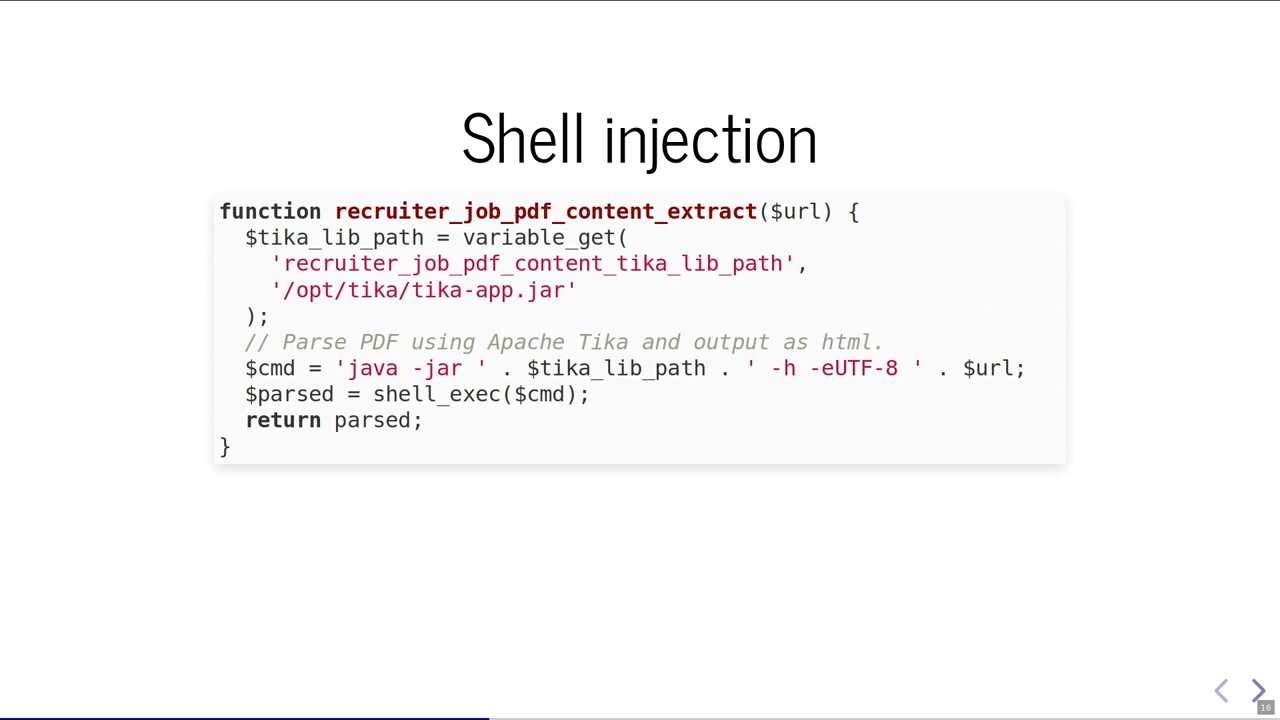 Shell injection
function recruiter_job_pdf_content_extract($url) {
  $tika_lib_path = variable_get(
    'recruiter_job_pdf_content_tika_lib_path',
    '/opt/tika/tika-app.jar'
  );
  // Parse PDF using Apache Tika and output as html.
  $cmd = 'java -jar ' . $tika_lib_path . ' -h -eUTF-8 ' . $url;
  $parsed = shell_exec($cmd);
  return parsed;
}
16